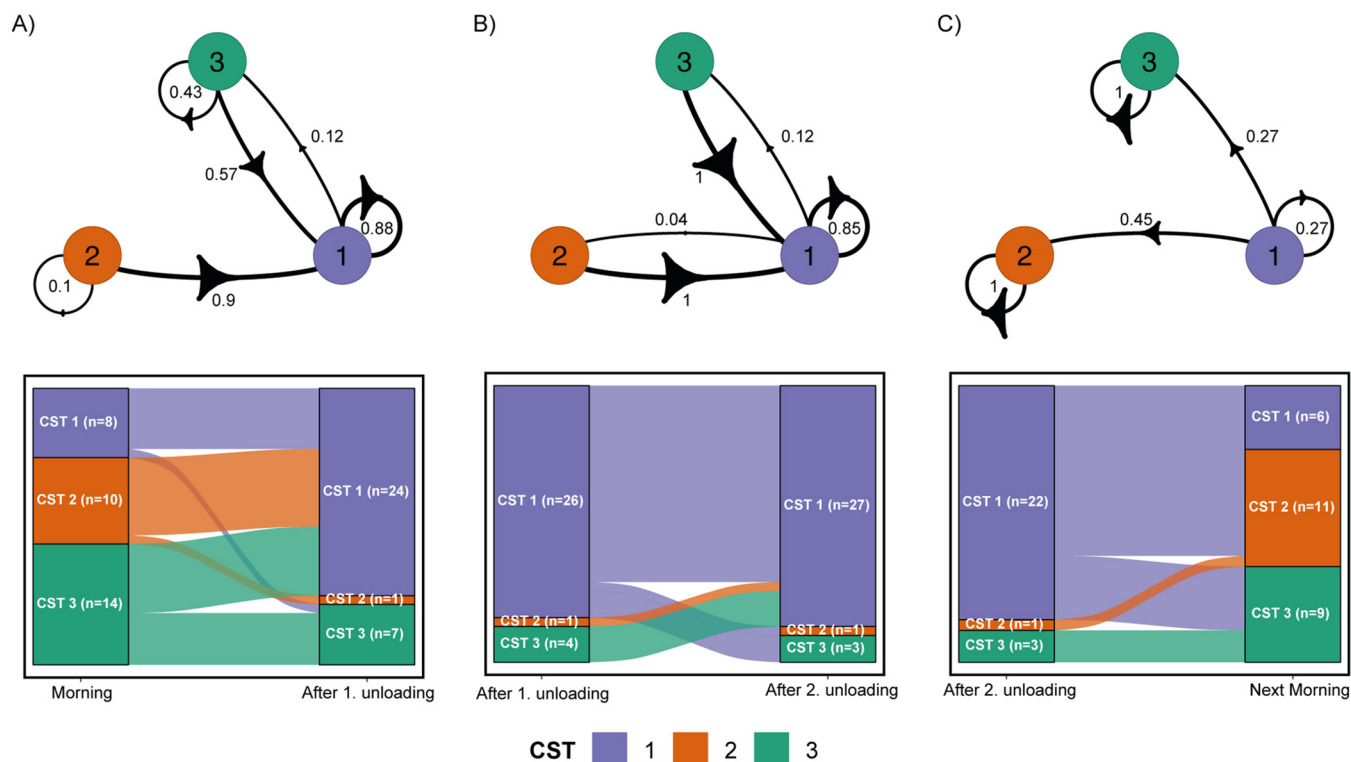 A)
3
0.43
0.12
0.57
0.88
2
1
0.1
0.9
B)
3
0.12
1
0.04
0.85
2
1
1
C)
3
1
0.27
0.45
0.27
2
1
1
CST 1 (n=8)
CST 2 (n=10)
CST 3 (n=14)
CST 1 (n=24)
CST 2 (n=1)
CST 3 (n=7)
Morning
After 1. unloading
CST 1 (n=26)
CST 2 (n=1)
CST 3 (n=4)
CST 1 (n=27)
CST 2 (n=1)
CST 3 (n=3)
After 1. unloading
After 2. unloading
CST 1 (n=22)
CST 2 (n=1)
CST 3 (n=3)
CST 1 (n=6)
CST 2 (n=11)
CST 3 (n=9)
After 2. unloading
Next Morning
CST 1 2 3